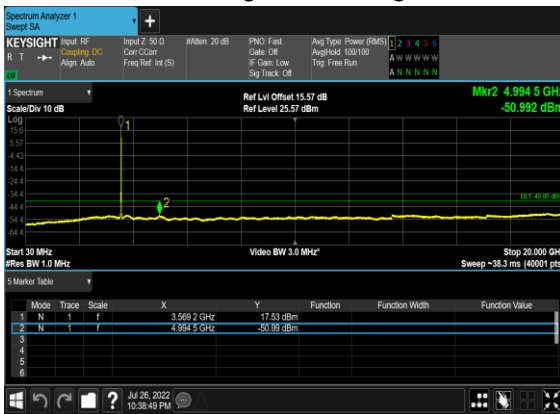 Spectrum Analyzer 1
Swept SA
+
KEYSIGHT Input: RF Input Z: 50 Ω #Atten: 20 dB PNO: Fast Avg Type: Power (RMS) 1 2 3 4 5 6
R T Coupling: DC Corr CCorr Gate: Off Avg|Hold: 100/100 A W W W W W
Align: Auto Freq Ref: Int (S) IF Gain: Low Trig: Free Run
Sig Track: Off A N N N N N
1 Spectrum Ref Lvl Offset 15.57 dB Mkr2 4.994 5 GHz
Scale/Div 10 dB Ref Level 25.57 dBm -50.992 dBm
Log
15.6
5.57
-4.43
-14.4
-24.4
-34.4
-44.4
-54.4
-64.4
1
2
DL1 -40.00 dBm
Start 30 MHz Video BW 3.0 MHz* Stop 20.000 GHz
#Res BW 1.0 MHz Sweep ~38.3 ms (40001 pts)
5 Marker Table
Mode Trace Scale X Y Function Function Width Function Value
1 N 1 f 3.569 2 GHz 17.53 dBm
2 N 1 f 4.994 5 GHz -50.99 dBm
3
4
5
6
? Jul 26, 2022
10:38:49 PM